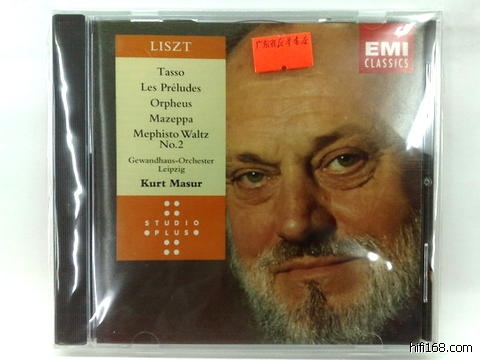 LISZT
Tasso
Les Préludes
Orpheus
Mazeppa
Mephisto Waltz
No.2
Gewandhaus-Orchester
Leipzig
Kurt Masur
STUDIO
PLUS
EMI
CLASSICS
hifi168.com